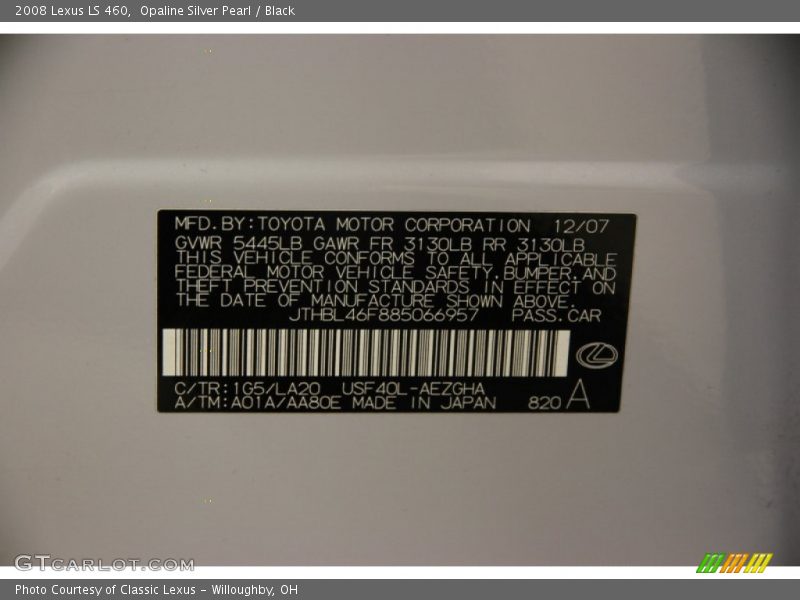 2008 Lexus LS 460,  Opaline Silver Pearl / Black
MFD.BY:TOYOTA MOTOR CORPORATION 12/07
GVWR 5445LB GAWR FR 3130LB RR 3130LB
THIS VEHICLE CONFORMS TO ALL APPLICABLE
FEDERAL MOTOR VEHICLE SAFETY,BUMPER,AND
THEFT PREVENTION STANDARDS IN EFFECT ON
THE DATE OF MANUFACTURE SHOWN ABOVE.
JTHBL46F885066957 PASS.CAR
C/TR:1G5/LA20 USF40L-AEZGHA
A/TM:A01A/AA80E MADE IN JAPAN 820 A
GTCARLOT.COM
Photo Courtesy of Classic Lexus - Willoughby, OH